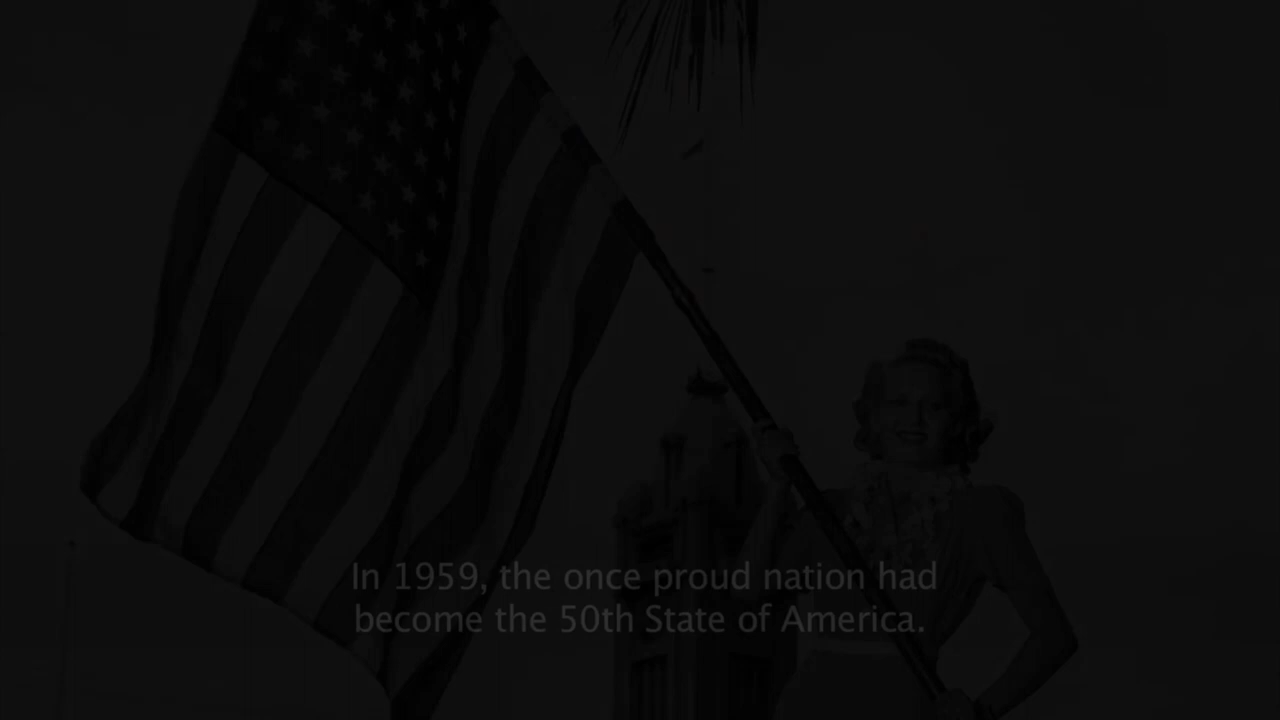 In 1959, the once proud nation had
become the 50th State of America.